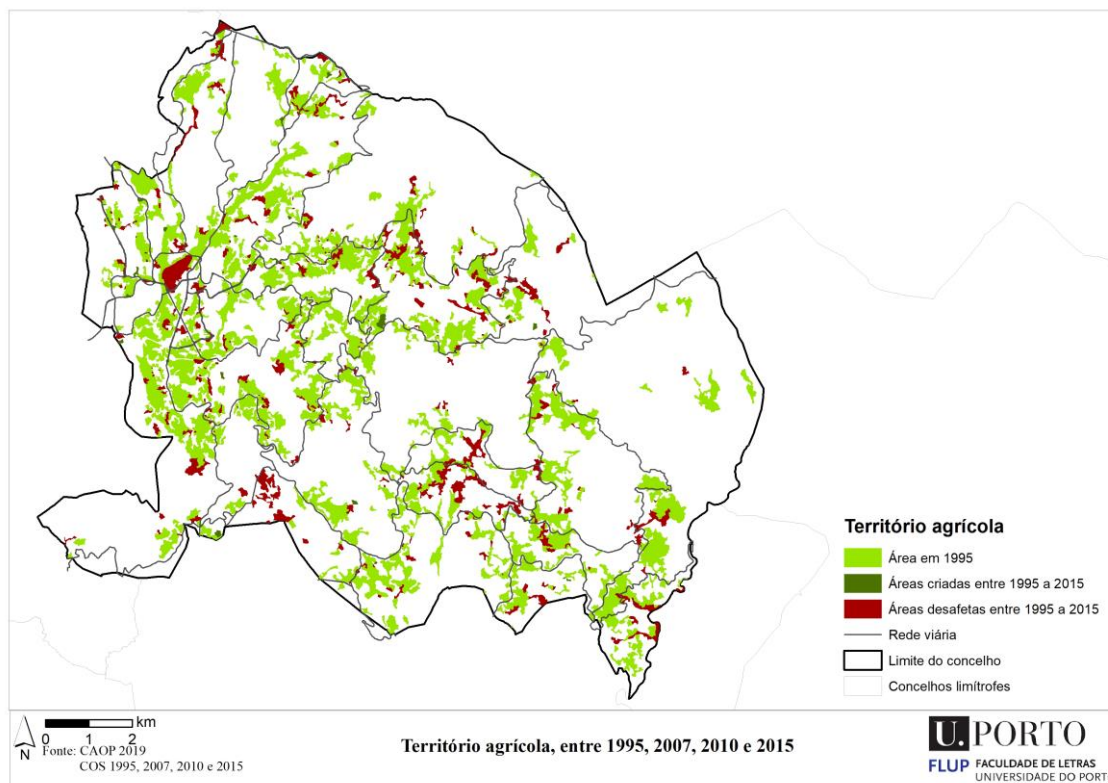 Território agrícola
Área em 1995
Áreas criadas entre 1995 a 2015
Áreas desafetas entre 1995 a 2015
Rede viária
Limite do concelho
Concelhos limítrofes
N
km
0 1 2
Fonte: CAOP 2019
COS 1995, 2007, 2010 e 2015
Território agrícola, entre 1995, 2007, 2010 e 2015
U. PORTO
FLUP FACULDADE DE LETRAS
UNIVERSIDADE DO PORT